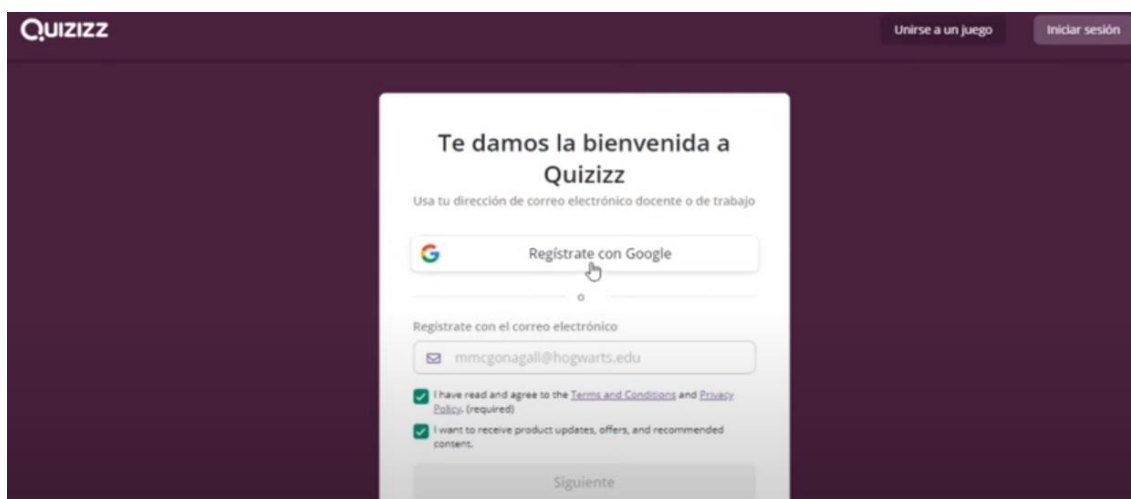 Quizizz
Unirse a un juego
Iniciar sesión
Te damos la bienvenida a
Quizizz
Usa tu dirección de correo electrónico docente o de trabajo
Regístrate con Google
o
Regístrate con el correo electrónico
mmcgonagall@hogwarts.edu
I have read and agree to the Terms and Conditions and Privacy
Policy. (required)
I want to receive product updates, offers, and recommended
content.
Siguiente